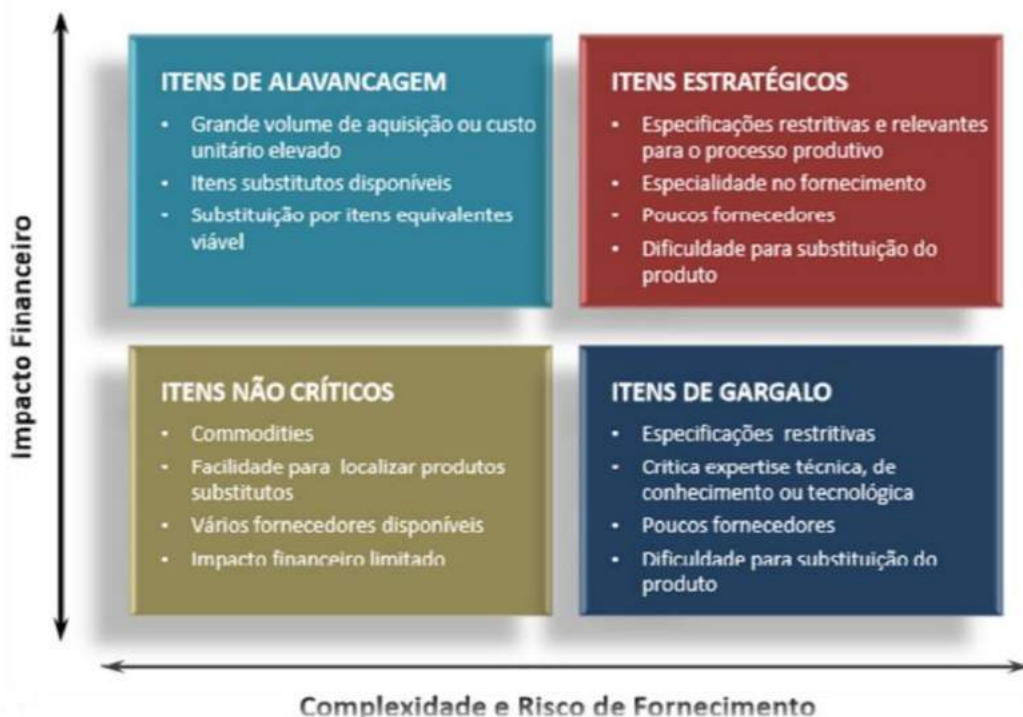 Impacto Financeiro
ITENS DE ALAVANCAGEM
• Grande volume de aquisição ou custo
unitário elevado
• Itens substitutos disponíveis
• Substituição por itens equivalentes
viável
ITENS ESTRATÉGICOS
• Especificações restritivas e relevantes
para o processo produtivo
• Especialidade no fornecimento
• Poucos fornecedores
• Dificuldade para substituição do
produto
ITENS NÃO CRÍTICOS
• Commodities
• Facilidade para localizar produtos
substitutos
• Vários fornecedores disponíveis
• Impacto financeiro limitado
ITENS DE GARGALO
• Especificações restritivas
• Critica expertise técnica, de
conhecimento ou tecnológica
• Poucos fornecedores
• Dificuldade para substituição do
produto
Complexidade e Risco de Fornecimento